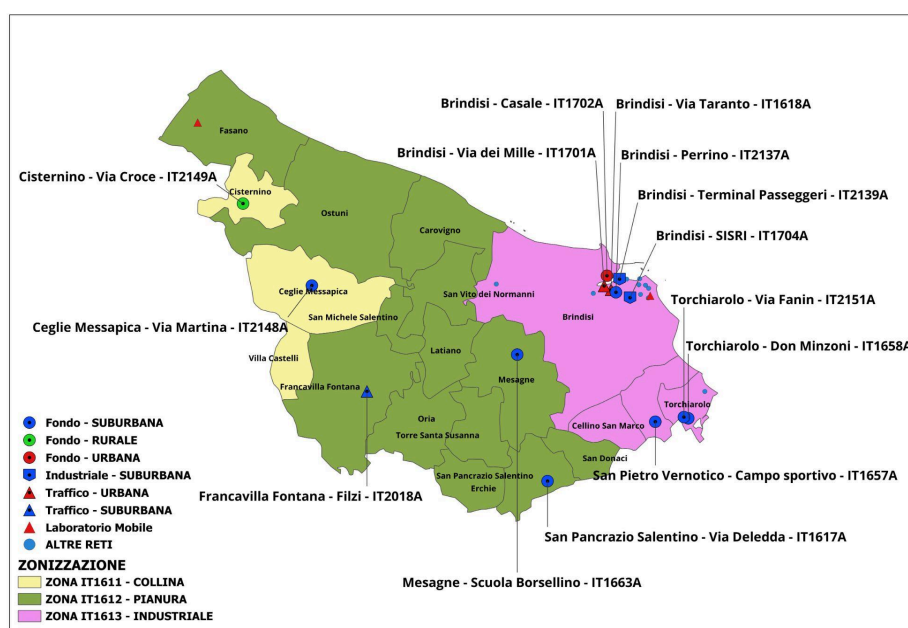 Brindisi - Casale - IT1702A
Brindisi - Via Taranto - IT1618A
Fasano
Brindisi - Via dei Mille - IT1701A
Brindisi - Perrino - IT2137A
Cisternino - Via Croce - IT2149A
Cisternino
Brindisi - Terminal Passeggeri - IT2139A
Ostuni
Carovigno
Brindisi - SISRI - IT1704A
Ceglie Messapica
San Vito dei Normanni
Torchiarolo - Via Fanin - IT2151A
San Michele Salentino
Brindisi
Ceglie Messapica - Via Martina - IT2148A
Torchiarolo - Don Minzoni - IT1658A
Villa Castelli
Latiano
Francavilla Fontana
Mesagne
Torchiarolo
Oria
Cellino San Marco
Torre Santa Susanna
San Donaci
San Pancrazio Salentino
San Pietro Vernotico - Campo sportivo - IT1657A
Erchie
Francavilla Fontana - Filzi - IT2018A
San Pancrazio Salentino - Via Deledda - IT1617A
Mesagne - Scuola Borsellino - IT1663A
Fondo - SUBURBANA
Fondo - RURALE
Fondo - URBANA
Industriale - SUBURBANA
Traffico - URBANA
Traffico - SUBURBANA
Laboratorio Mobile
ALTRE RETI
ZONIZZAZIONE
ZONA IT1611 - COLLINA
ZONA IT1612 - PIANURA
ZONA IT1613 - INDUSTRIALE